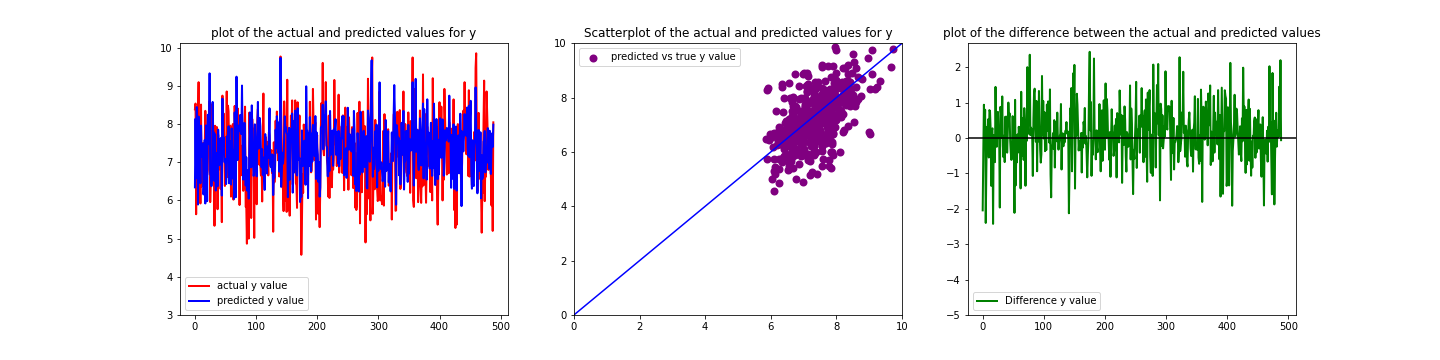 plot of the actual and predicted values for y
10
9
8
7
6
5
4
3
0 100 200 300 400 500
actual y value
predicted y value
Scatterplot of the actual and predicted values for y
10
8
6
4
2
0
0 2 4 6 8 10
predicted vs true y value
plot of the difference between the actual and predicted values
2
1
0
−1
−2
−3
−4
−5
0 100 200 300 400 500
Difference y value